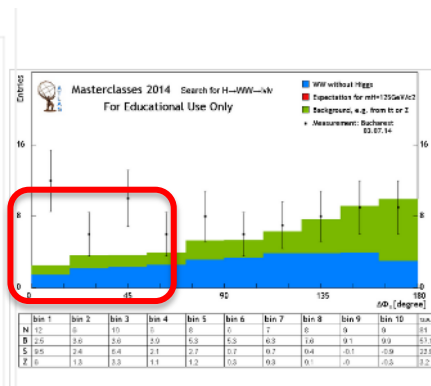 Entries
ATLAS
Masterclasses 2014 Search for H→WW→lνlν
For Educational Use Only
WW without Higgs
Expectation for mH=125GeV/c2
Background, e.g. from tt or Z
Measurement: Bucharest
03.07.14
16
16
8
8
0
0
0 45 90 135 180
[degree]
bin 1 bin 2 bin 3 bin 4 bin 5 bin 6 bin 7 bin 8 bin 9 bin 10
N 12 6 10 6 8 6 7 8 9 9 81
B 2.5 3.6 3.6 3.9 5.3 5.3 6.3 7.6 9.1 9.9
S 9.5 2.4 6.4 2.1 2.7 0.7 0.7 0.4 -0.1 -0.9
Z 6 1.3 3.3 1.1 1.2 0.3 0.3 0.1 -0 -0.3 3.2